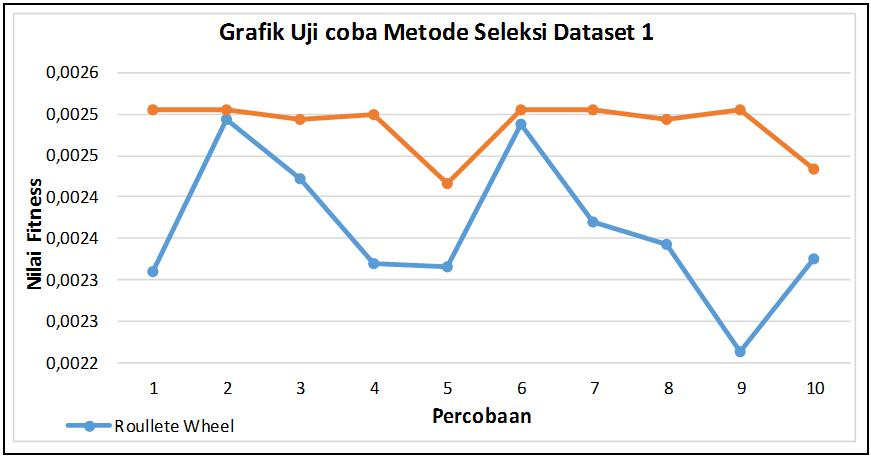 Grafik Uji coba Metode Seleksi Dataset 1
Nilai Fitness
0,0026
0,0025
0,0025
0,0024
0,0024
0,0023
0,0023
0,0022
1 2 3 4 5 6 7 8 9 10
Percobaan
Roullete Wheel